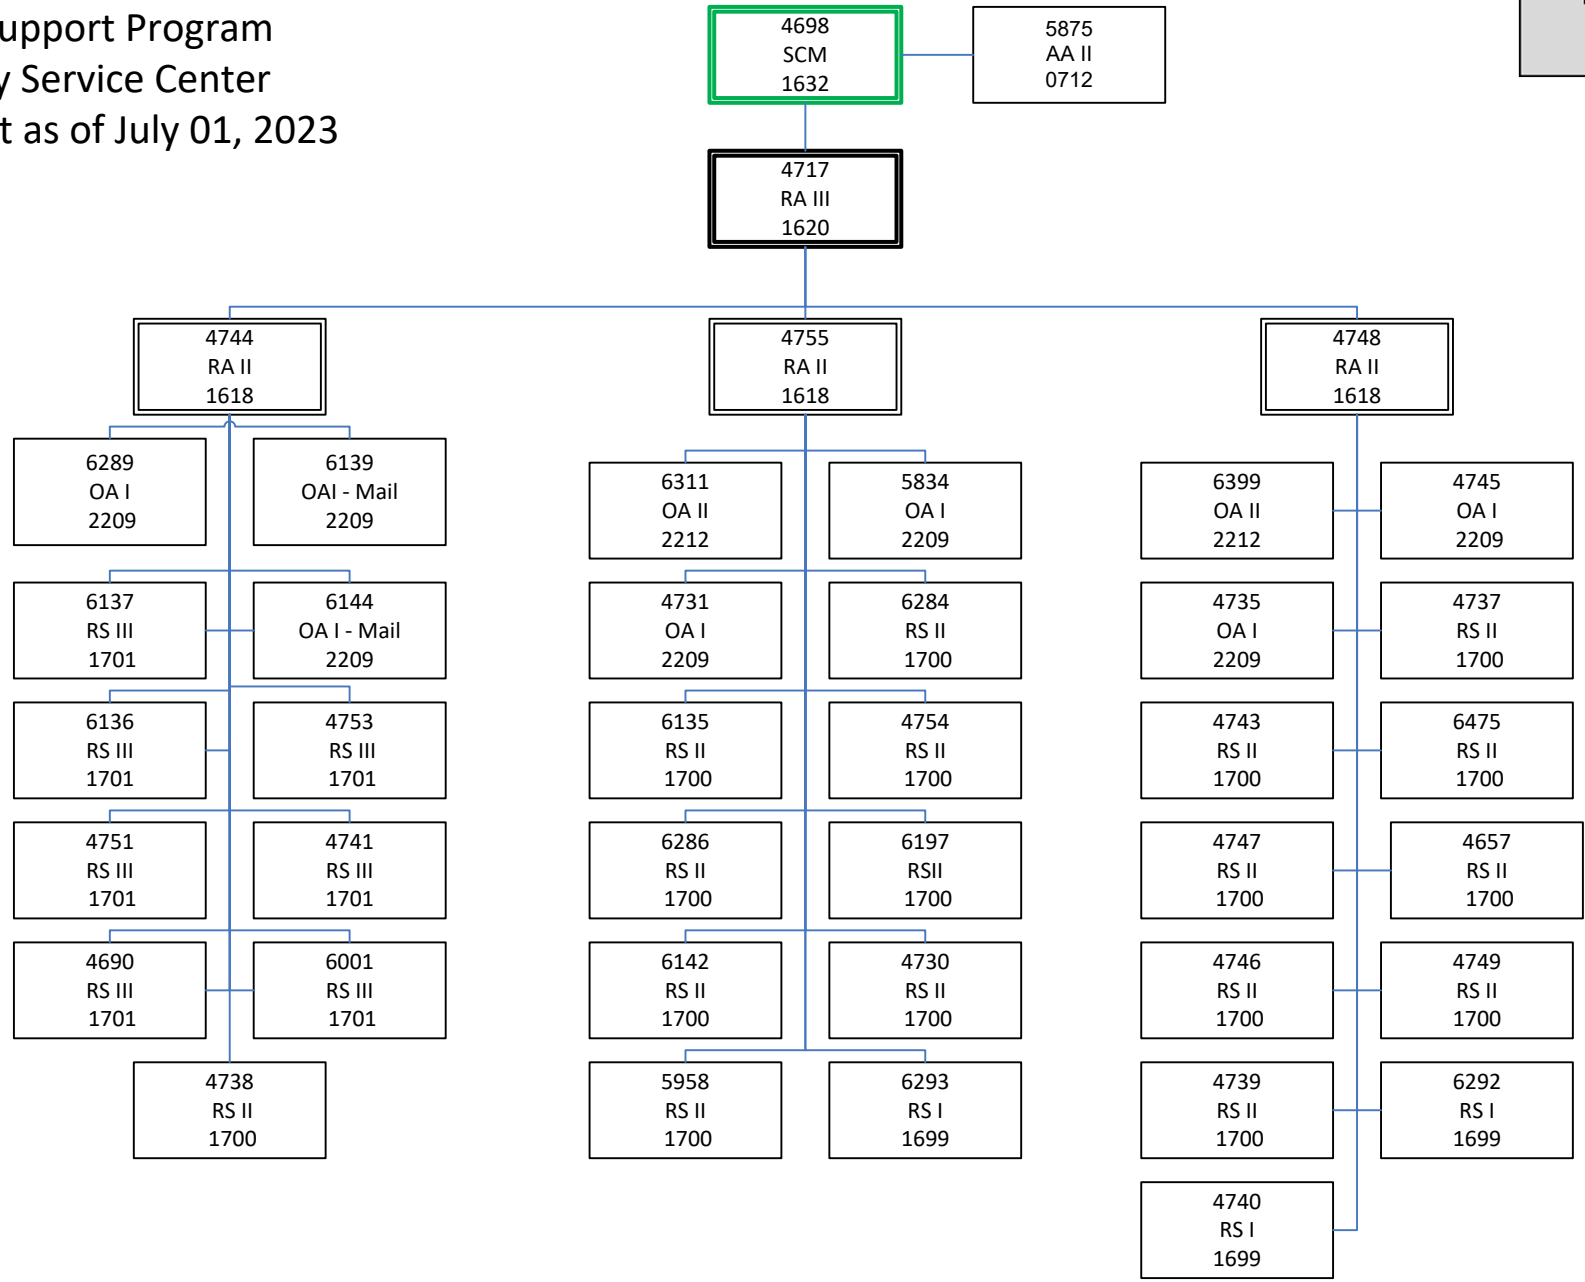 upport Program
y Service Center
t as of July 01, 2023
4698
SCM
1632
5875
AA II
0712
4717
RA III
1620
4744
RA II
1618
4755
RA II
1618
4748
RA II
1618
6289
OA I
2209
6139
OAI - Mail
2209
6137
RS III
1701
6144
OA I - Mail
2209
6136
RS III
1701
4753
RS III
1701
4751
RS III
1701
4741
RS III
1701
4690
RS III
1701
6001
RS III
1701
4738
RS II
1700
6311
OA II
2212
5834
OA I
2209
4731
OA I
2209
6284
RS II
1700
6135
RS II
1700
4754
RS II
1700
6286
RS II
1700
6197
RSII
1700
6142
RS II
1700
4730
RS II
1700
5958
RS II
1700
6293
RS I
1699
6399
OA II
2212
4745
OA I
2209
4735
OA I
2209
4737
RS II
1700
4743
RS II
1700
6475
RS II
1700
4747
RS II
1700
4657
RS II
1700
4746
RS II
1700
4749
RS II
1700
4739
RS II
1700
6292
RS I
1699
4740
RS I
1699